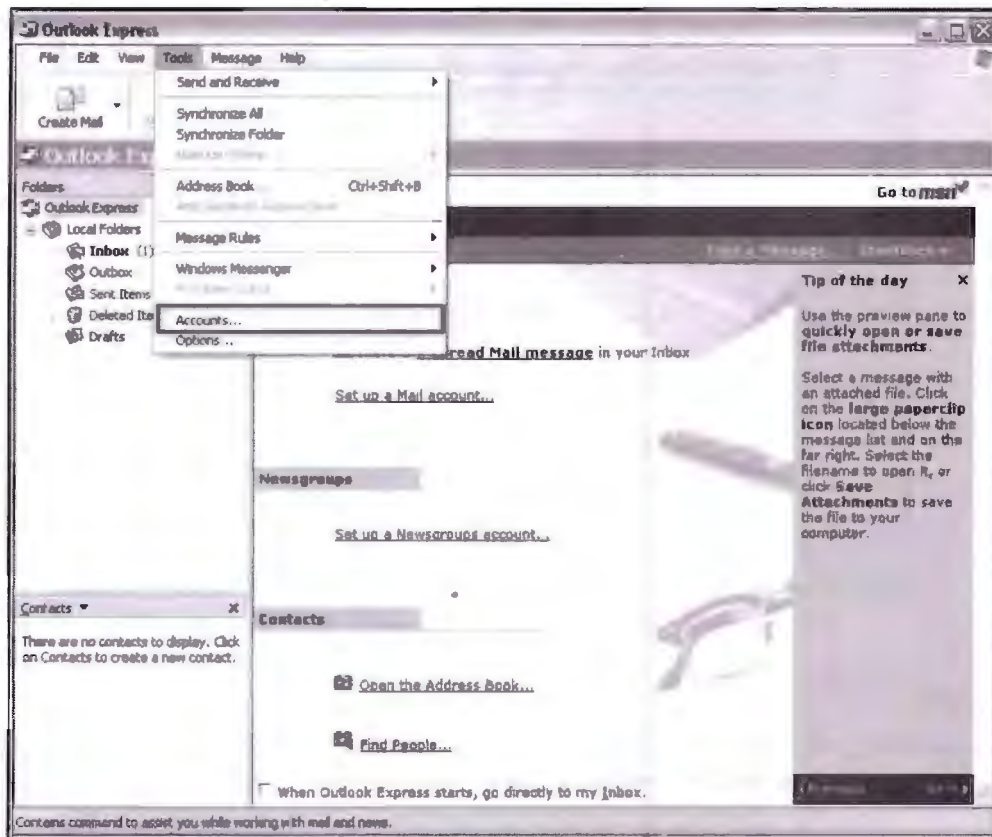 Outlook Express
File Edit View Tools Message Help
Create Mail
Send and Receive
Synchronize All
Synchronize Folder
Address Book Ctrl+Shift+B
Message Rules
Windows Messenger
Accounts...
Options...
Outlook Ex
Go to msn
Folders
Outlook Express
Local Folders
Inbox (1)
Outbox
Sent Items
Deleted Ite
Drafts
read Mail message in your Inbox
Set up a Mail account...
Newsgroups
Set up a Newsgroups account...
Contacts
Open the Address Book...
Find People...
When Outlook Express starts, go directly to my Inbox.
Tip of the day x
Use the preview pane to
quickly open or save
file attachments.
Select a message with
an attached file. Click
on the large paperclip
icon located below the
message list and on the
far right. Select the
filename to open it, or
click Save
Attachments to save
the file to your
computer.
Contacts
There are no contacts to display. Click
on Contacts to create a new contact.
Contains command to assist you while working with mail and news.